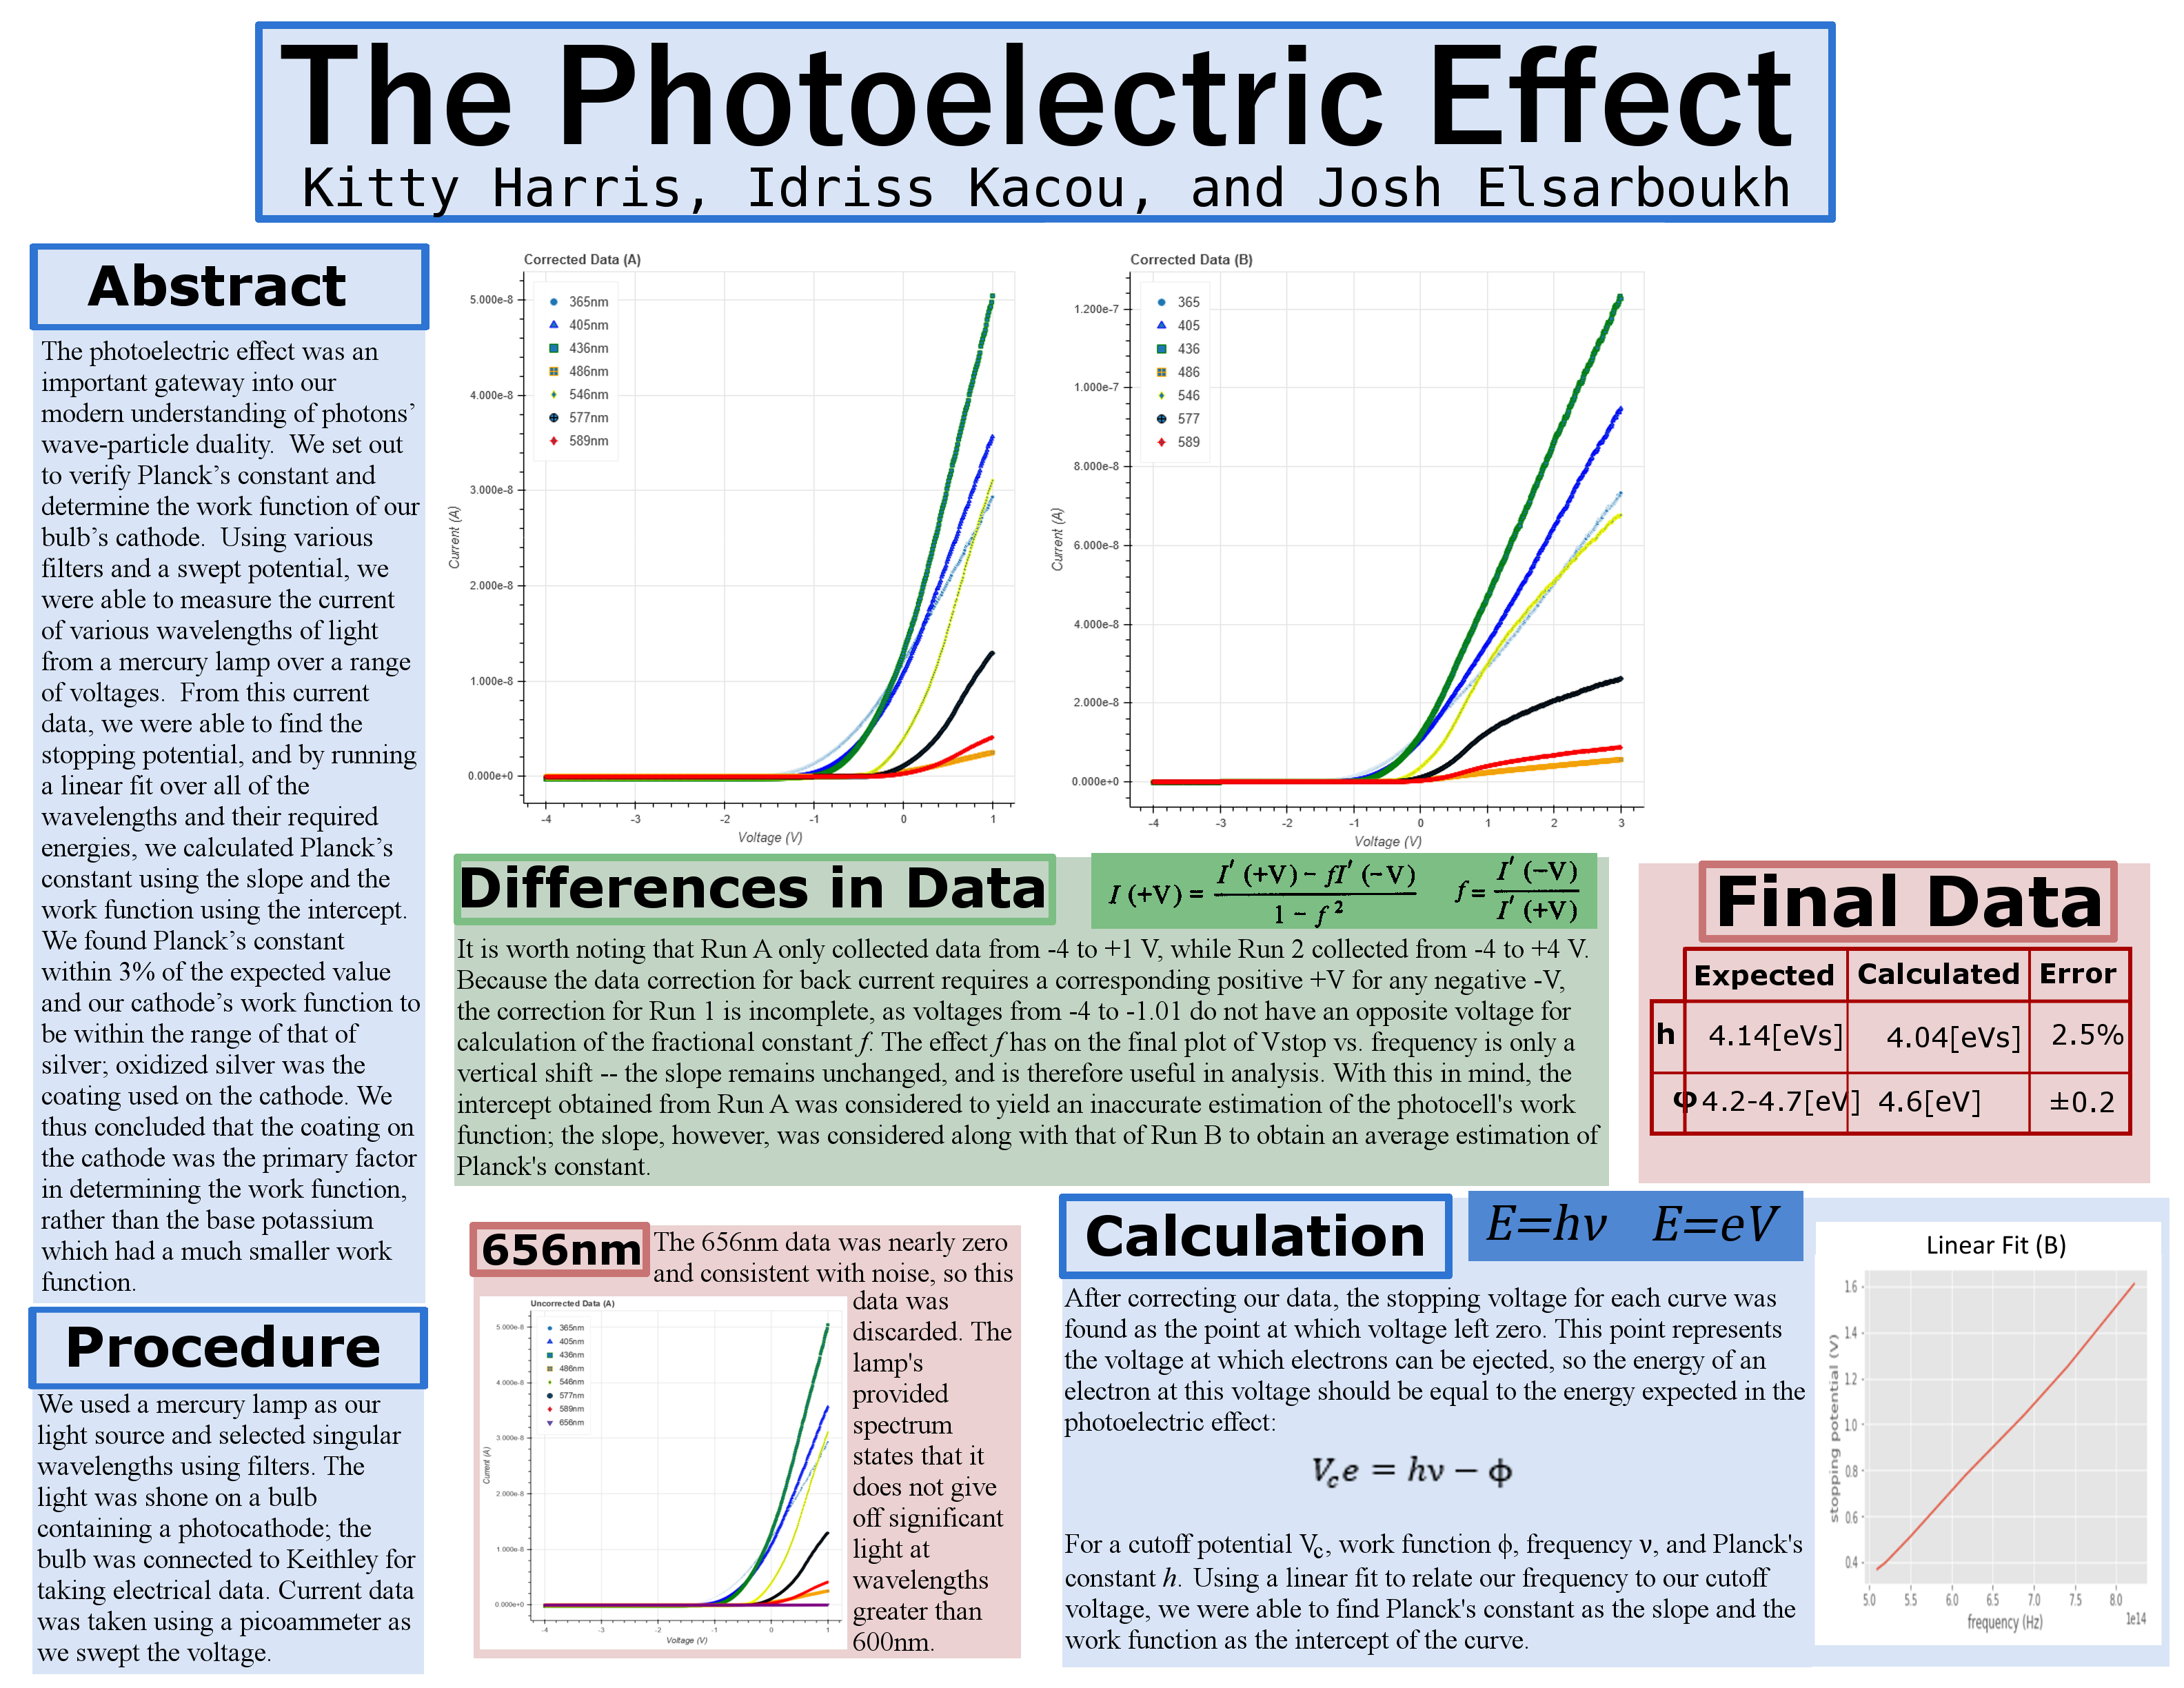 The Photoelectric Effect
Kitty Harris, Idriss Kacou, and Josh Elsarboukh
Abstract
The photoelectric effect was an
important gateway into our
modern understanding of photons’
wave-particle duality.  We set out
to verify Planck’s constant and
determine the work function of our
bulb’s cathode.  Using various
filters and a swept potential, we
were able to measure the current
of various wavelengths of light
from a mercury lamp over a range
of voltages.  From this current
data, we were able to find the
stopping potential, and by running
a linear fit over all of the
wavelengths and their required
energies, we calculated Planck’s
constant using the slope and the
work function using the intercept.
We found Planck’s constant
within 3% of the expected value
and our cathode’s work function to
be within the range of that of
silver; oxidized silver was the
coating used on the cathode. We
thus concluded that the coating on
the cathode was the primary factor
in determining the work function,
rather than the base potassium
which had a much smaller work
function.
Procedure
We used a mercury lamp as our
light source and selected singular
wavelengths using filters. The
light was shone on a bulb
containing a photocathode; the
bulb was connected to Keithley for
taking electrical data. Current data
was taken using a picoammeter as
we swept the voltage.
Corrected Data (A)
365nm
405nm
436nm
486nm
546nm
577nm
589nm
5.000e-8
4.000e-8
3.000e-8
2.000e-8
1.000e-8
0.000e+0
Current (A)
-4 -3 -2 -1 0 1
Voltage (V)
Corrected Data (B)
365
405
436
486
546
577
589
1.200e-7
1.000e-7
8.000e-8
6.000e-8
4.000e-8
2.000e-8
0.000e+0
Current (A)
-4 -3 -2 -1 0 1 2 3
Voltage (V)
Differences in Data
I (+V) = I′ (+V) − fI′ (−V) / 1 − f²   f = I′ (−V) / I′ (+V)
It is worth noting that Run A only collected data from -4 to +1 V, while Run 2 collected from -4 to +4 V.
Because the data correction for back current requires a corresponding positive +V for any negative -V,
the correction for Run 1 is incomplete, as voltages from -4 to -1.01 do not have an opposite voltage for
calculation of the fractional constant f. The effect f has on the final plot of Vstop vs. frequency is only a
vertical shift -- the slope remains unchanged, and is therefore useful in analysis. With this in mind, the
intercept obtained from Run A was considered to yield an inaccurate estimation of the photocell's work
function; the slope, however, was considered along with that of Run B to obtain an average estimation of
Planck's constant.
Final Data
Expected Calculated Error
h 4.14[eVs] 4.04[eVs] 2.5%
φ 4.2-4.7[eV] 4.6[eV] ±0.2
656nm
The 656nm data was nearly zero
and consistent with noise, so this
data was
discarded. The
lamp's
provided
spectrum
states that it
does not give
off significant
light at
wavelengths
greater than
600nm.
Uncorrected Data (A)
365nm
405nm
436nm
486nm
546nm
577nm
589nm
656nm
5.000e-8
4.000e-8
3.000e-8
2.000e-8
1.000e-8
0.000e+0
Current (A)
-4 -3 -2 -1 0 1
Voltage (V)
Calculation
E=hν   E=eV
After correcting our data, the stopping voltage for each curve was
found as the point at which voltage left zero. This point represents
the voltage at which electrons can be ejected, so the energy of an
electron at this voltage should be equal to the energy expected in the
photoelectric effect:
V_c e = hν − ϕ
For a cutoff potential V_c, work function ϕ, frequency ν, and Planck's
constant h. Using a linear fit to relate our frequency to our cutoff
voltage, we were able to find Planck's constant as the slope and the
work function as the intercept of the curve.
Linear Fit (B)
1.6
1.4
1.2
1.0
0.8
0.6
0.4
stopping potential (V)
5.0 5.5 6.0 6.5 7.0 7.5 8.0
1e14
frequency (Hz)